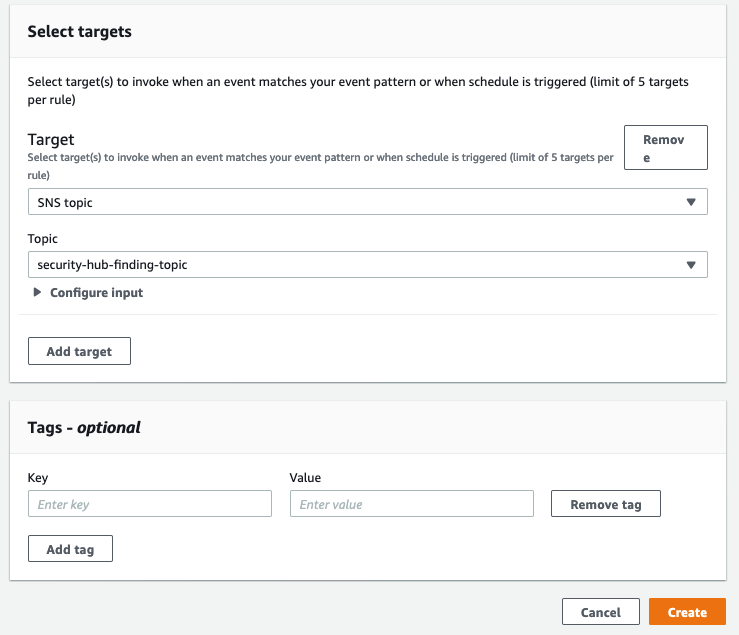 Select targets
Select target(s) to invoke when an event matches your event pattern or when schedule is triggered (limit of 5 targets
per rule)
Target
Select target(s) to invoke when an event matches your event pattern or when schedule is triggered (limit of 5 targets per
rule)
Remov
e
SNS topic
Topic
security-hub-finding-topic
Configure input
Add target
Tags - optional
Key Value
Enter key Enter value Remove tag
Add tag
Cancel Create